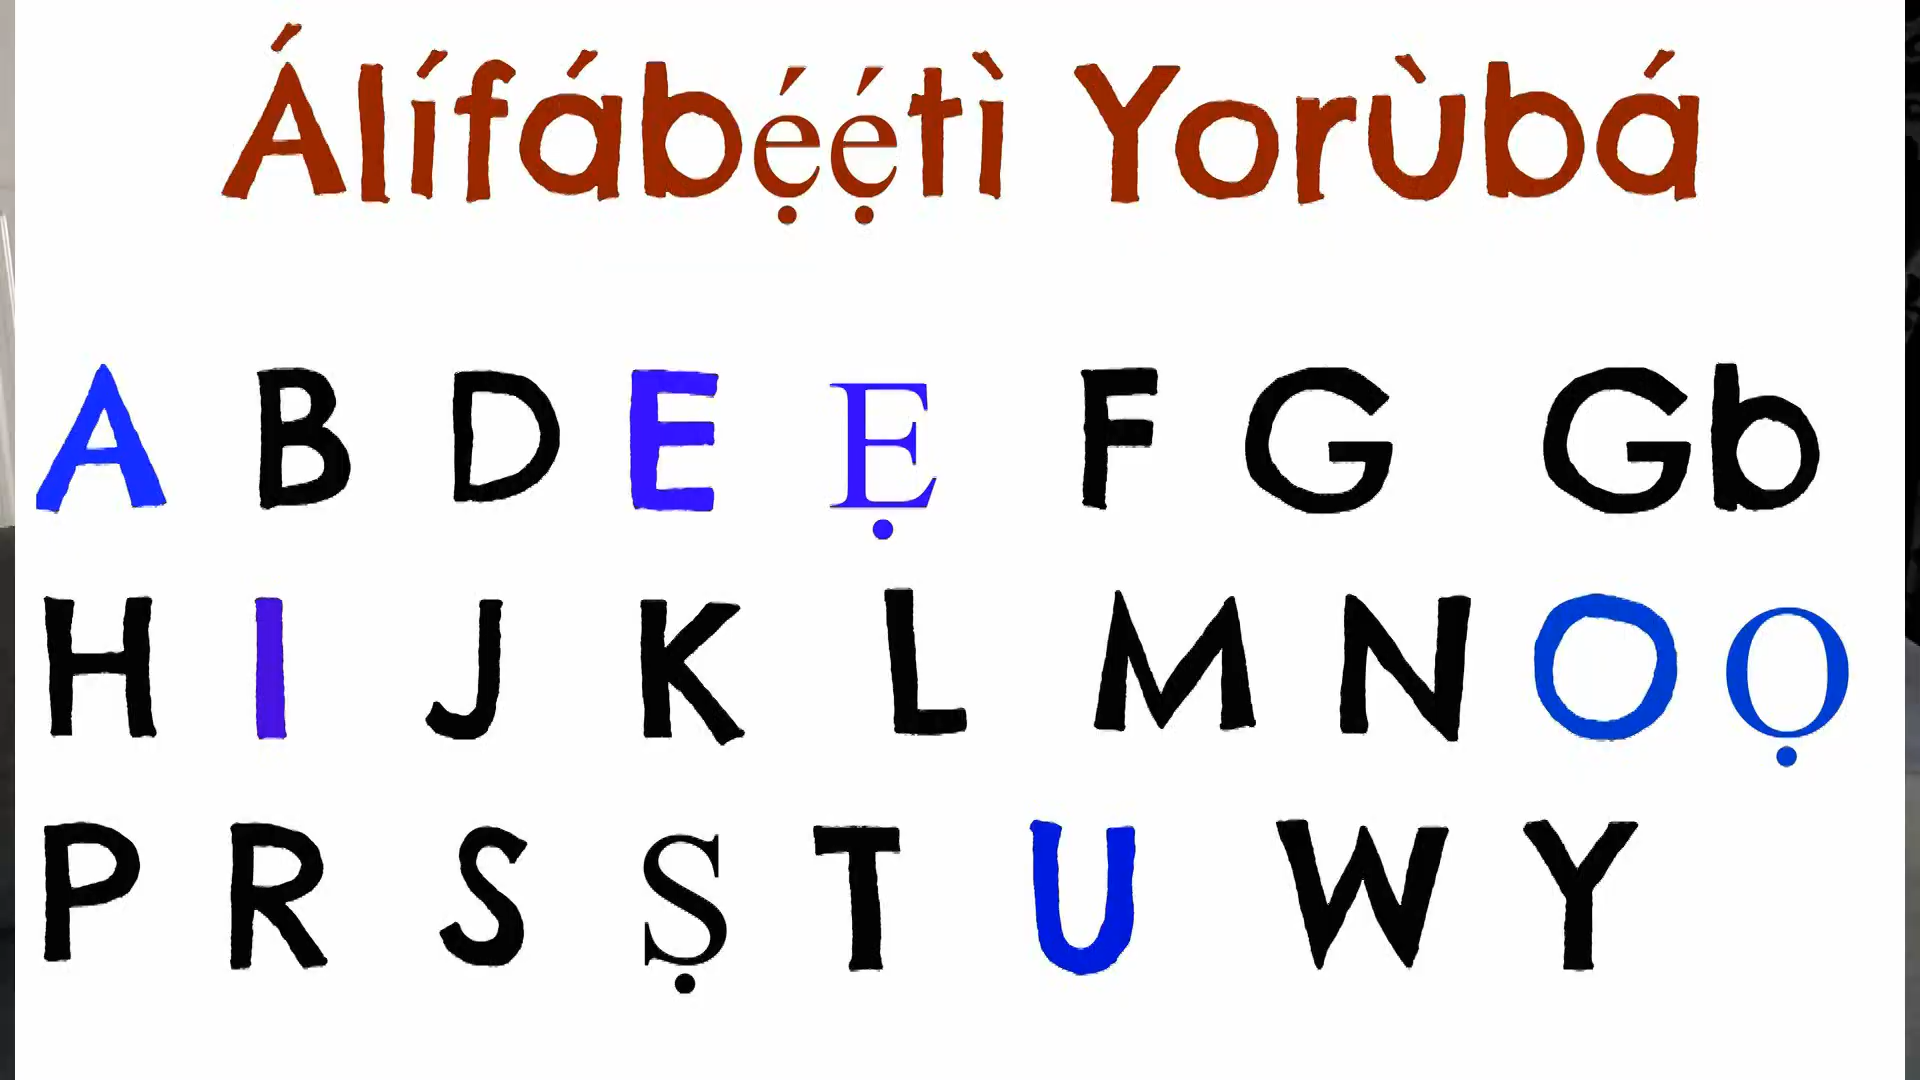 Álífábẹ́ẹ́tì Yorùbá
A B D E Ẹ F G Gb
H I J K L M N O Ọ
P R S Ṣ T U W Y